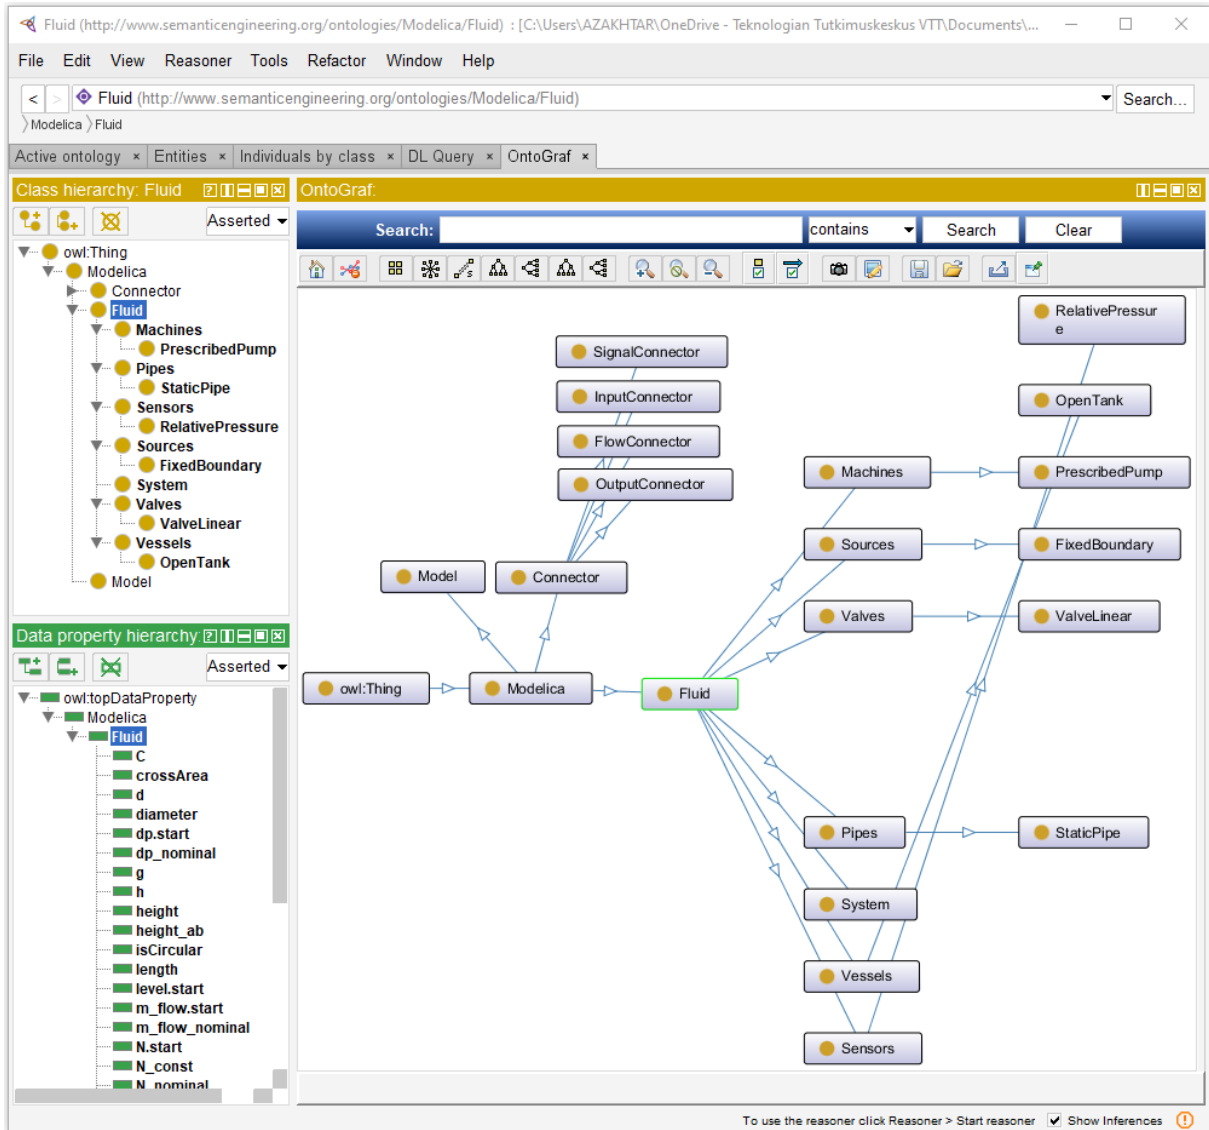 Fluid (http://www.semanticengineering.org/ontologies/Modelica/Fluid) : [C:\Users\AZAKHTAR\OneDrive - Teknologian Tutkimuskeskus VTT\Documents\...
File Edit View Reasoner Tools Refactor Window Help
< > Fluid (http://www.semanticengineering.org/ontologies/Modelica/Fluid) Search...
Modelica Fluid
Active ontology × Entities × Individuals by class × DL Query × OntoGraf ×
Class hierarchy: Fluid
Asserted
owl:Thing
Modelica
Connector
Fluid
Machines
PrescribedPump
Pipes
StaticPipe
Sensors
RelativePressure
Sources
FixedBoundary
System
Valves
ValveLinear
Vessels
OpenTank
Model
Data property hierarchy:
Asserted
owl:topDataProperty
Modelica
Fluid
C
crossArea
d
diameter
dp.start
dp_nominal
g
h
height
height_ab
isCircular
length
level.start
m_flow.start
m_flow_nominal
N.start
N_const
N_nominal
OntoGraf:
Search: contains Search Clear
RelativePressur
e
SignalConnector
InputConnector
OpenTank
FlowConnector
OutputConnector
Machines
PrescribedPump
Sources
FixedBoundary
Model
Connector
Valves
ValveLinear
owl:Thing
Modelica
Fluid
Pipes
StaticPipe
System
Vessels
Sensors
To use the reasoner click Reasoner > Start reasoner Show Inferences